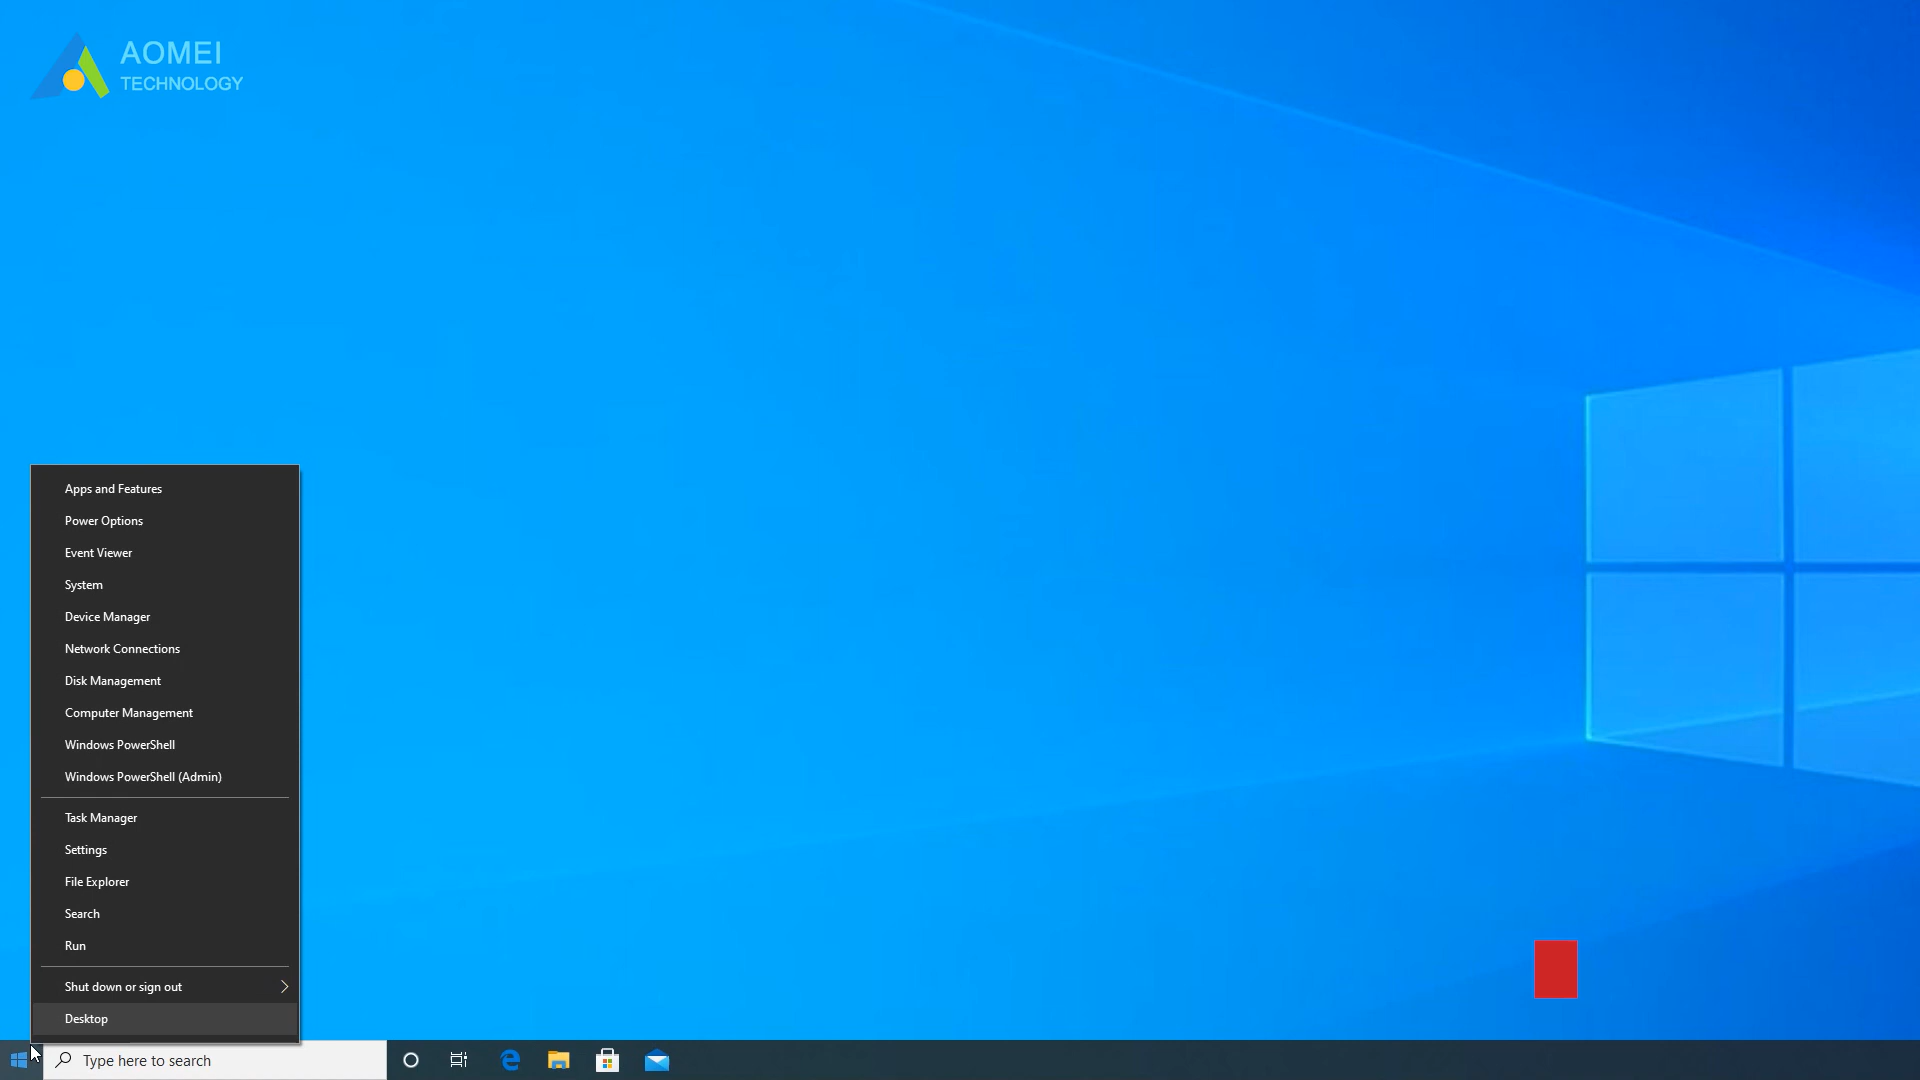 AOMEI
TECHNOLOGY
Apps and Features
Power Options
Event Viewer
System
Device Manager
Network Connections
Disk Management
Computer Management
Windows PowerShell
Windows PowerShell (Admin)
Task Manager
Settings
File Explorer
Search
Run
Shut down or sign out
Desktop
Type here to search